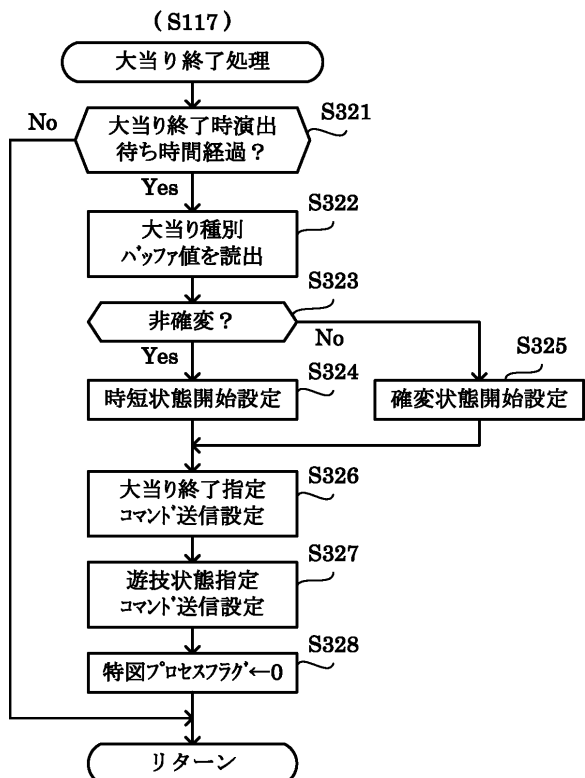 (S117)
大当り終了処理
S321
No
大当り終了時演出
待ち時間経過？
Yes
S322
大当り種別
バッファ値を読出
S323
非確変？
No
Yes
S324
時短状態開始設定
S325
確変状態開始設定
S326
大当り終了指定
コマンド送信設定
S327
遊技状態指定
コマンド送信設定
S328
特図プロセスフラグ←0
リターン